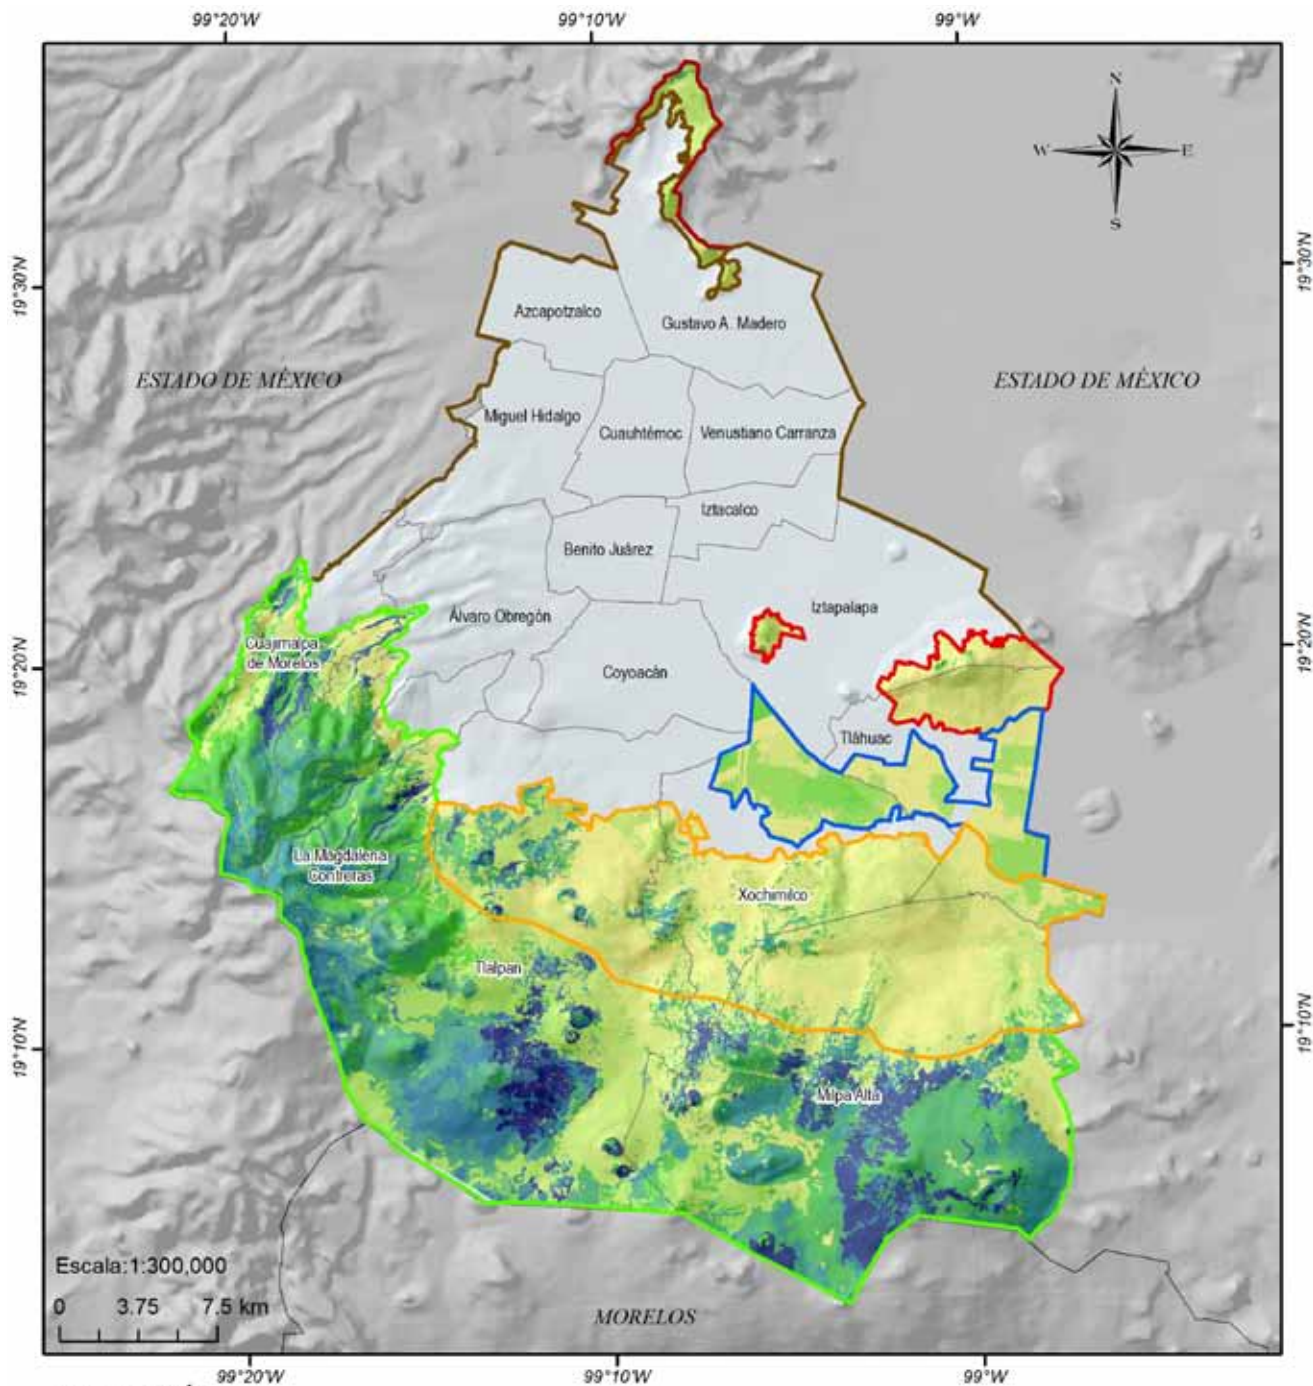 99°20'W 99°10'W 99°W
N
W E
S
19°30'N 19°30'N
Azcapotzalco
Gustavo A. Madero
ESTADO DE MÉXICO ESTADO DE MÉXICO
Miguel Hidalgo
Cuauhtémoc Venustiano Carranza
Iztacalco
Benito Juárez
Iztapalapa
Álvaro Obregón
Cuajimalpa
de Morelos
19°20'N 19°20'N
Coyoacán
Tláhuac
La Magdalena
Contreras
Xochimilco
Tlalpan
19°10'N 19°10'N
Milpa Alta
Escala:1:300,000
0 3.75 7.5 km
MORELOS
99°20'W 99°10'W 99°W